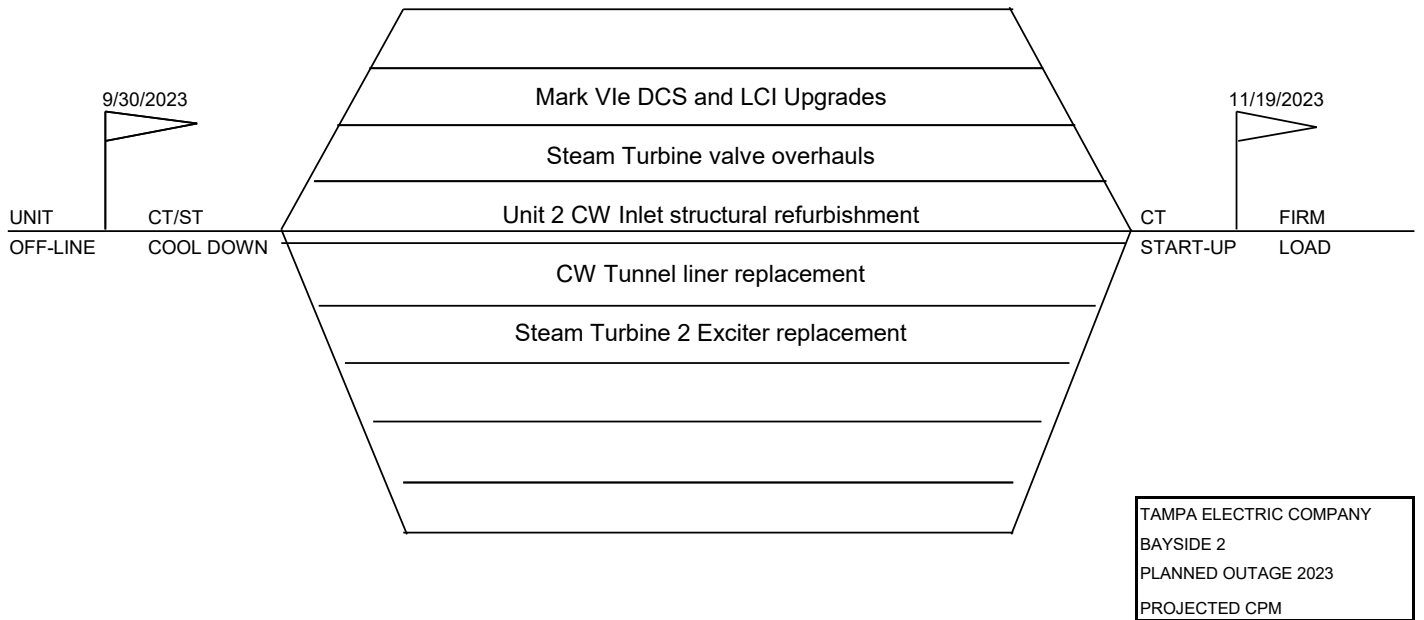 9/30/2023
11/19/2023
Mark VIe DCS and LCI Upgrades
Steam Turbine valve overhauls
UNIT
CT/ST
Unit 2 CW Inlet structural refurbishment
CT
FIRM
OFF-LINE
COOL DOWN
START-UP
LOAD
CW Tunnel liner replacement
Steam Turbine 2 Exciter replacement
TAMPA ELECTRIC COMPANY
BAYSIDE 2
PLANNED OUTAGE 2023
PROJECTED CPM